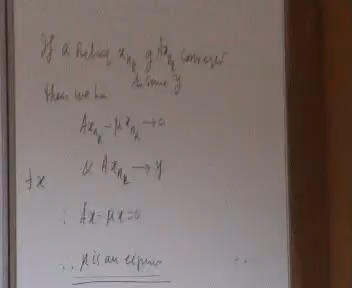 If a subseq x_{n_k} of Ax_{n_k} converges
to some y
then we have
Ax_{n_k} - μx_{n_k} → 0
& Ax_{n_k} → y
∴ Ax - μx = 0
∴ μ is an eigen